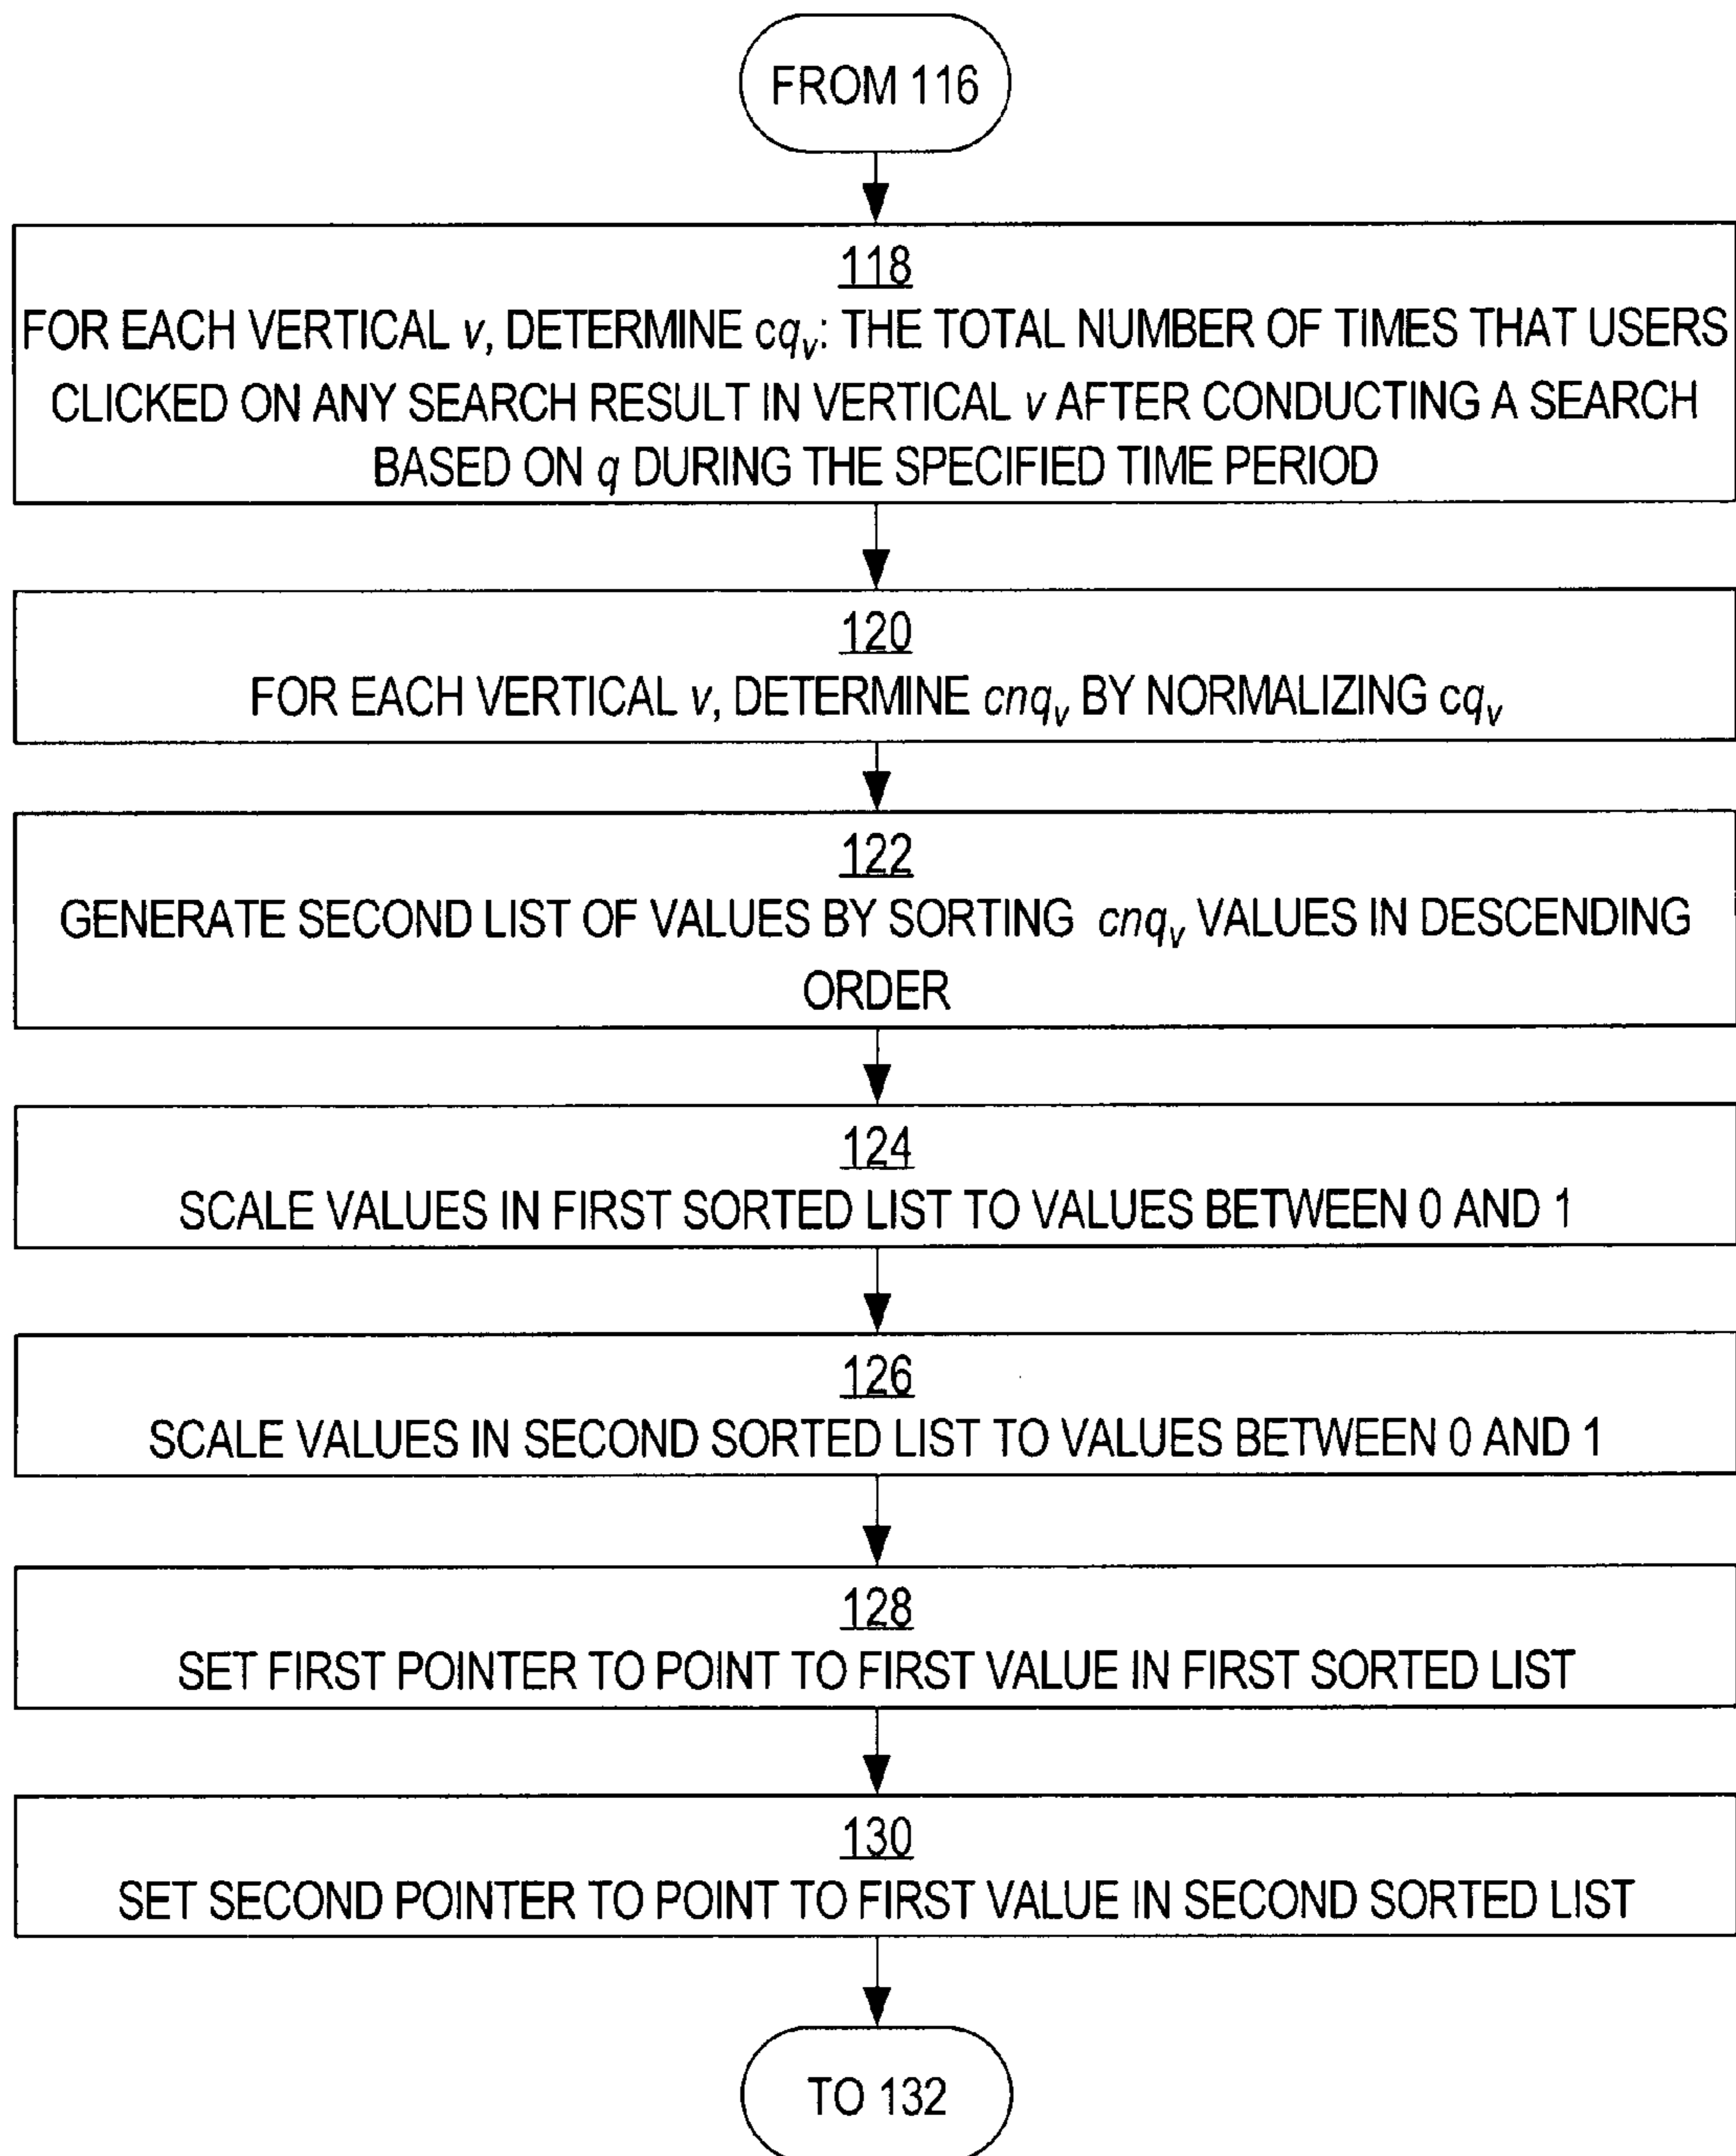 FROM 116
118
FOR EACH VERTICAL v, DETERMINE cqv: THE TOTAL NUMBER OF TIMES THAT USERS
CLICKED ON ANY SEARCH RESULT IN VERTICAL v AFTER CONDUCTING A SEARCH
BASED ON q DURING THE SPECIFIED TIME PERIOD
120
FOR EACH VERTICAL v, DETERMINE cnqv BY NORMALIZING cqv
122
GENERATE SECOND LIST OF VALUES BY SORTING cnqv VALUES IN DESCENDING
ORDER
124
SCALE VALUES IN FIRST SORTED LIST TO VALUES BETWEEN 0 AND 1
126
SCALE VALUES IN SECOND SORTED LIST TO VALUES BETWEEN 0 AND 1
128
SET FIRST POINTER TO POINT TO FIRST VALUE IN FIRST SORTED LIST
130
SET SECOND POINTER TO POINT TO FIRST VALUE IN SECOND SORTED LIST
TO 132